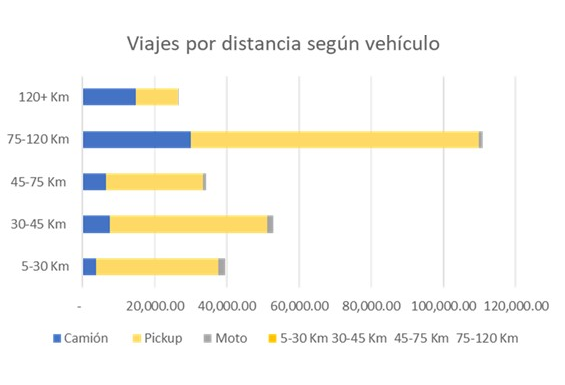 Viajes por distancia según vehículo
120+ Km
75-120 Km
45-75 Km
30-45 Km
5-30 Km
- 20,000.00 40,000.00 60,000.00 80,000.00 100,000.00 120,000.00
Camión Pickup Moto 5-30 Km 30-45 Km 45-75 Km 75-120 Km